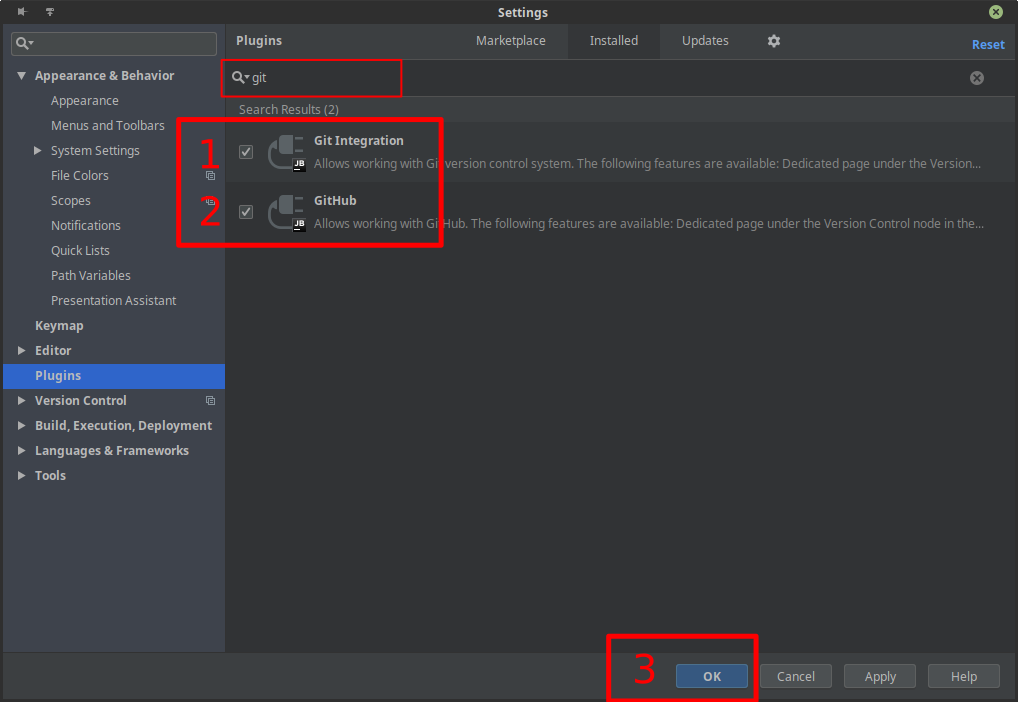 Settings
Plugins
Marketplace
Installed
Updates
Reset
git
Search Results (2)
Appearance & Behavior
Appearance
Menus and Toolbars
System Settings
File Colors
Scopes
Notifications
Quick Lists
Path Variables
Presentation Assistant
Keymap
Editor
Plugins
Version Control
Build, Execution, Deployment
Languages & Frameworks
Tools
1
Git Integration
JB
Allows working with Git version control system. The following features are available: Dedicated page under the Version...
2
GitHub
JB
Allows working with GitHub. The following features are available: Dedicated page under the Version Control node in the...
3
OK
Cancel
Apply
Help